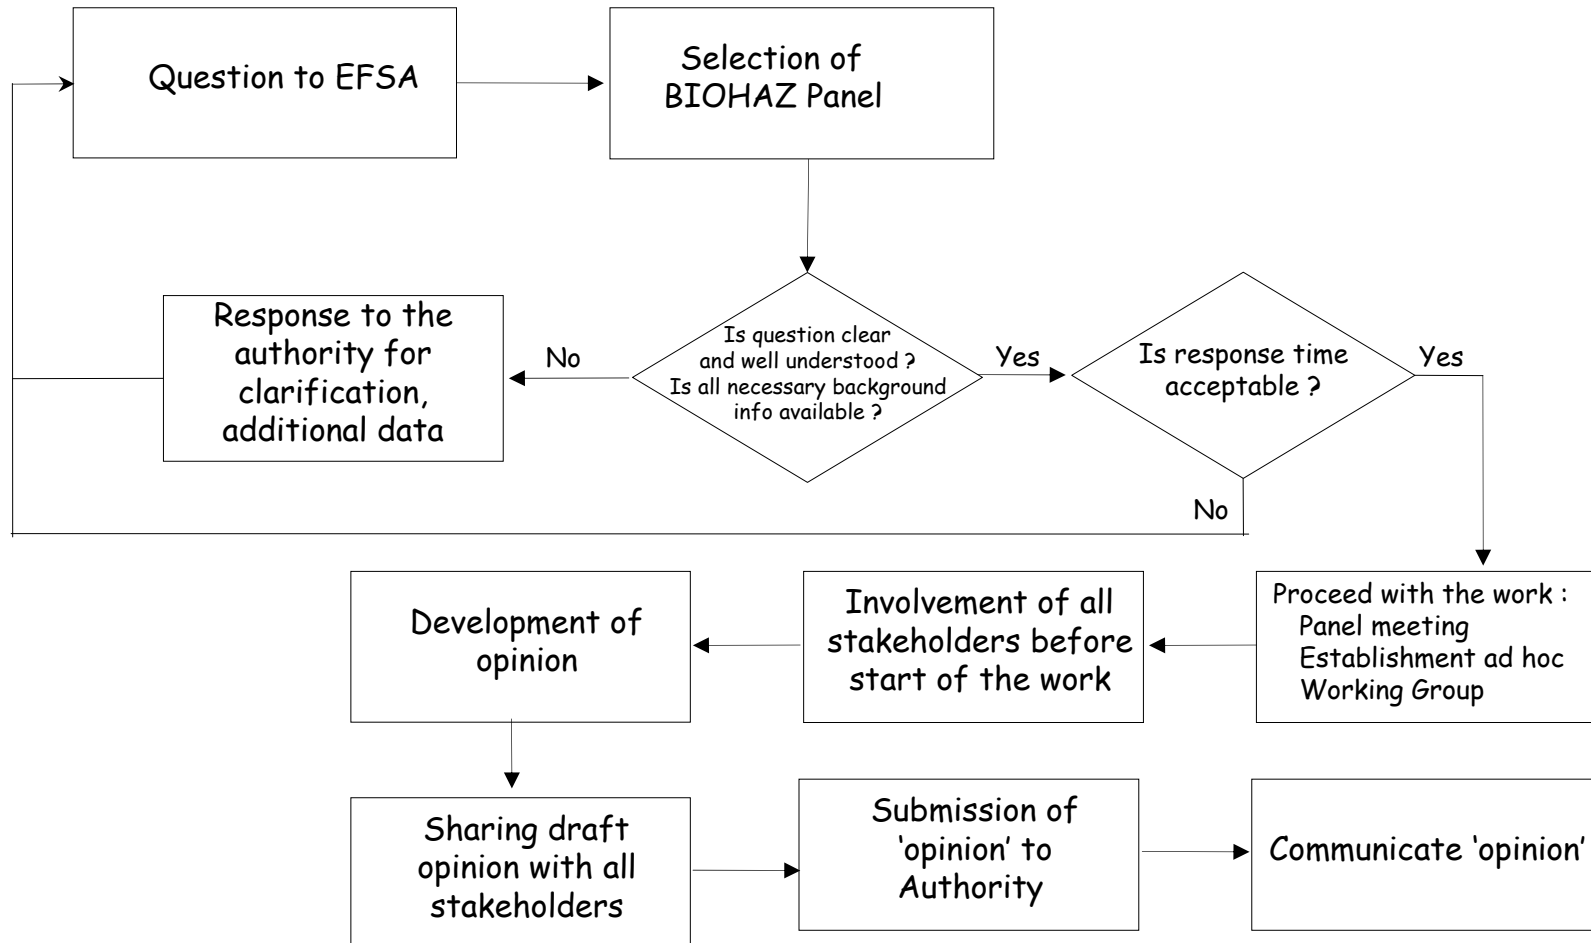 Question to EFSA
Selection of
BIOHAZ Panel
Response to the
authority for
clarification,
additional data
No
Is question clear
and well understood ?
Is all necessary background
info available ?
Yes
Is response time
acceptable ?
Yes
No
Proceed with the work :
Panel meeting
Establishment ad hoc
Working Group
Involvement of all
stakeholders before
start of the work
Development of
opinion
Sharing draft
opinion with all
stakeholders
Submission of
‘opinion’ to
Authority
Communicate ‘opinion’